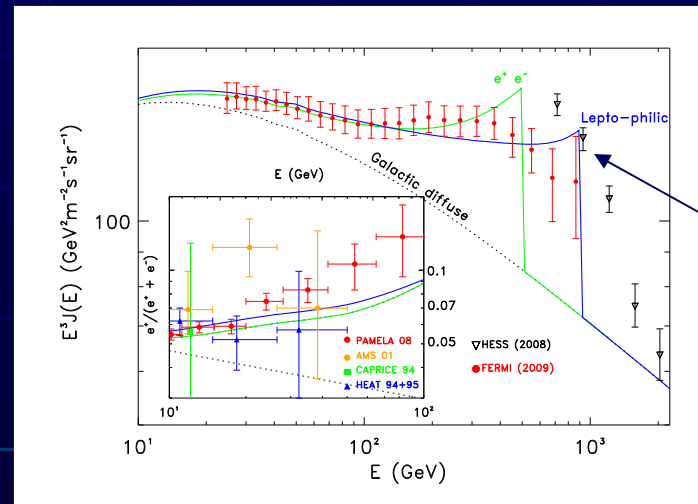 e⁺ e⁻
Lepto-philic
Galactic diffuse
E³J(E) (GeV²m⁻²s⁻¹sr⁻¹)
100
E (GeV)
e⁺/(e⁺ + e⁻)
0.1
0.07
0.05
PAMELA 08
AMS 01
CAPRICE 94
HEAT 94+95
HESS (2008)
FERMI (2009)
10¹
10²
10¹
10²
10³
E (GeV)